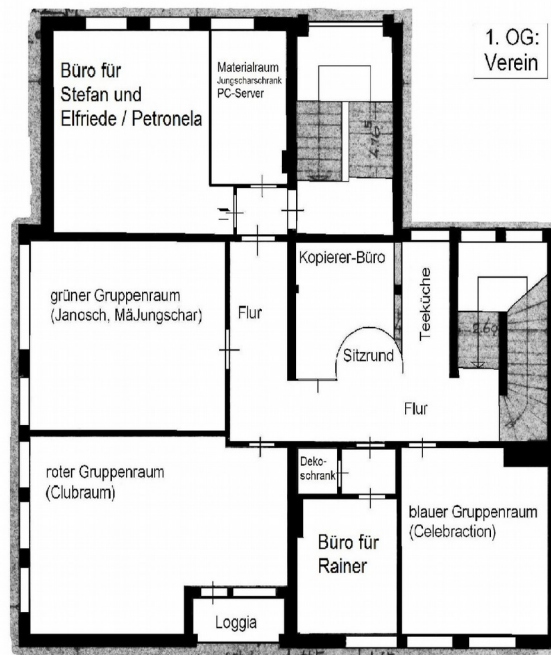 1. OG:
Verein
Büro für
Stefan und
Elfriede / Petronela
Materialraum
Jungscharschrank
PC-Server
Kopierer-Büro
Teeküche
grüner Gruppenraum
(Janosch, MäJungschar)
Flur
Sitzrund
Flur
roter Gruppenraum
(Clubraum)
Deko-
schrank
blauer Gruppenraum
(Celebraction)
Büro für
Rainer
Loggia